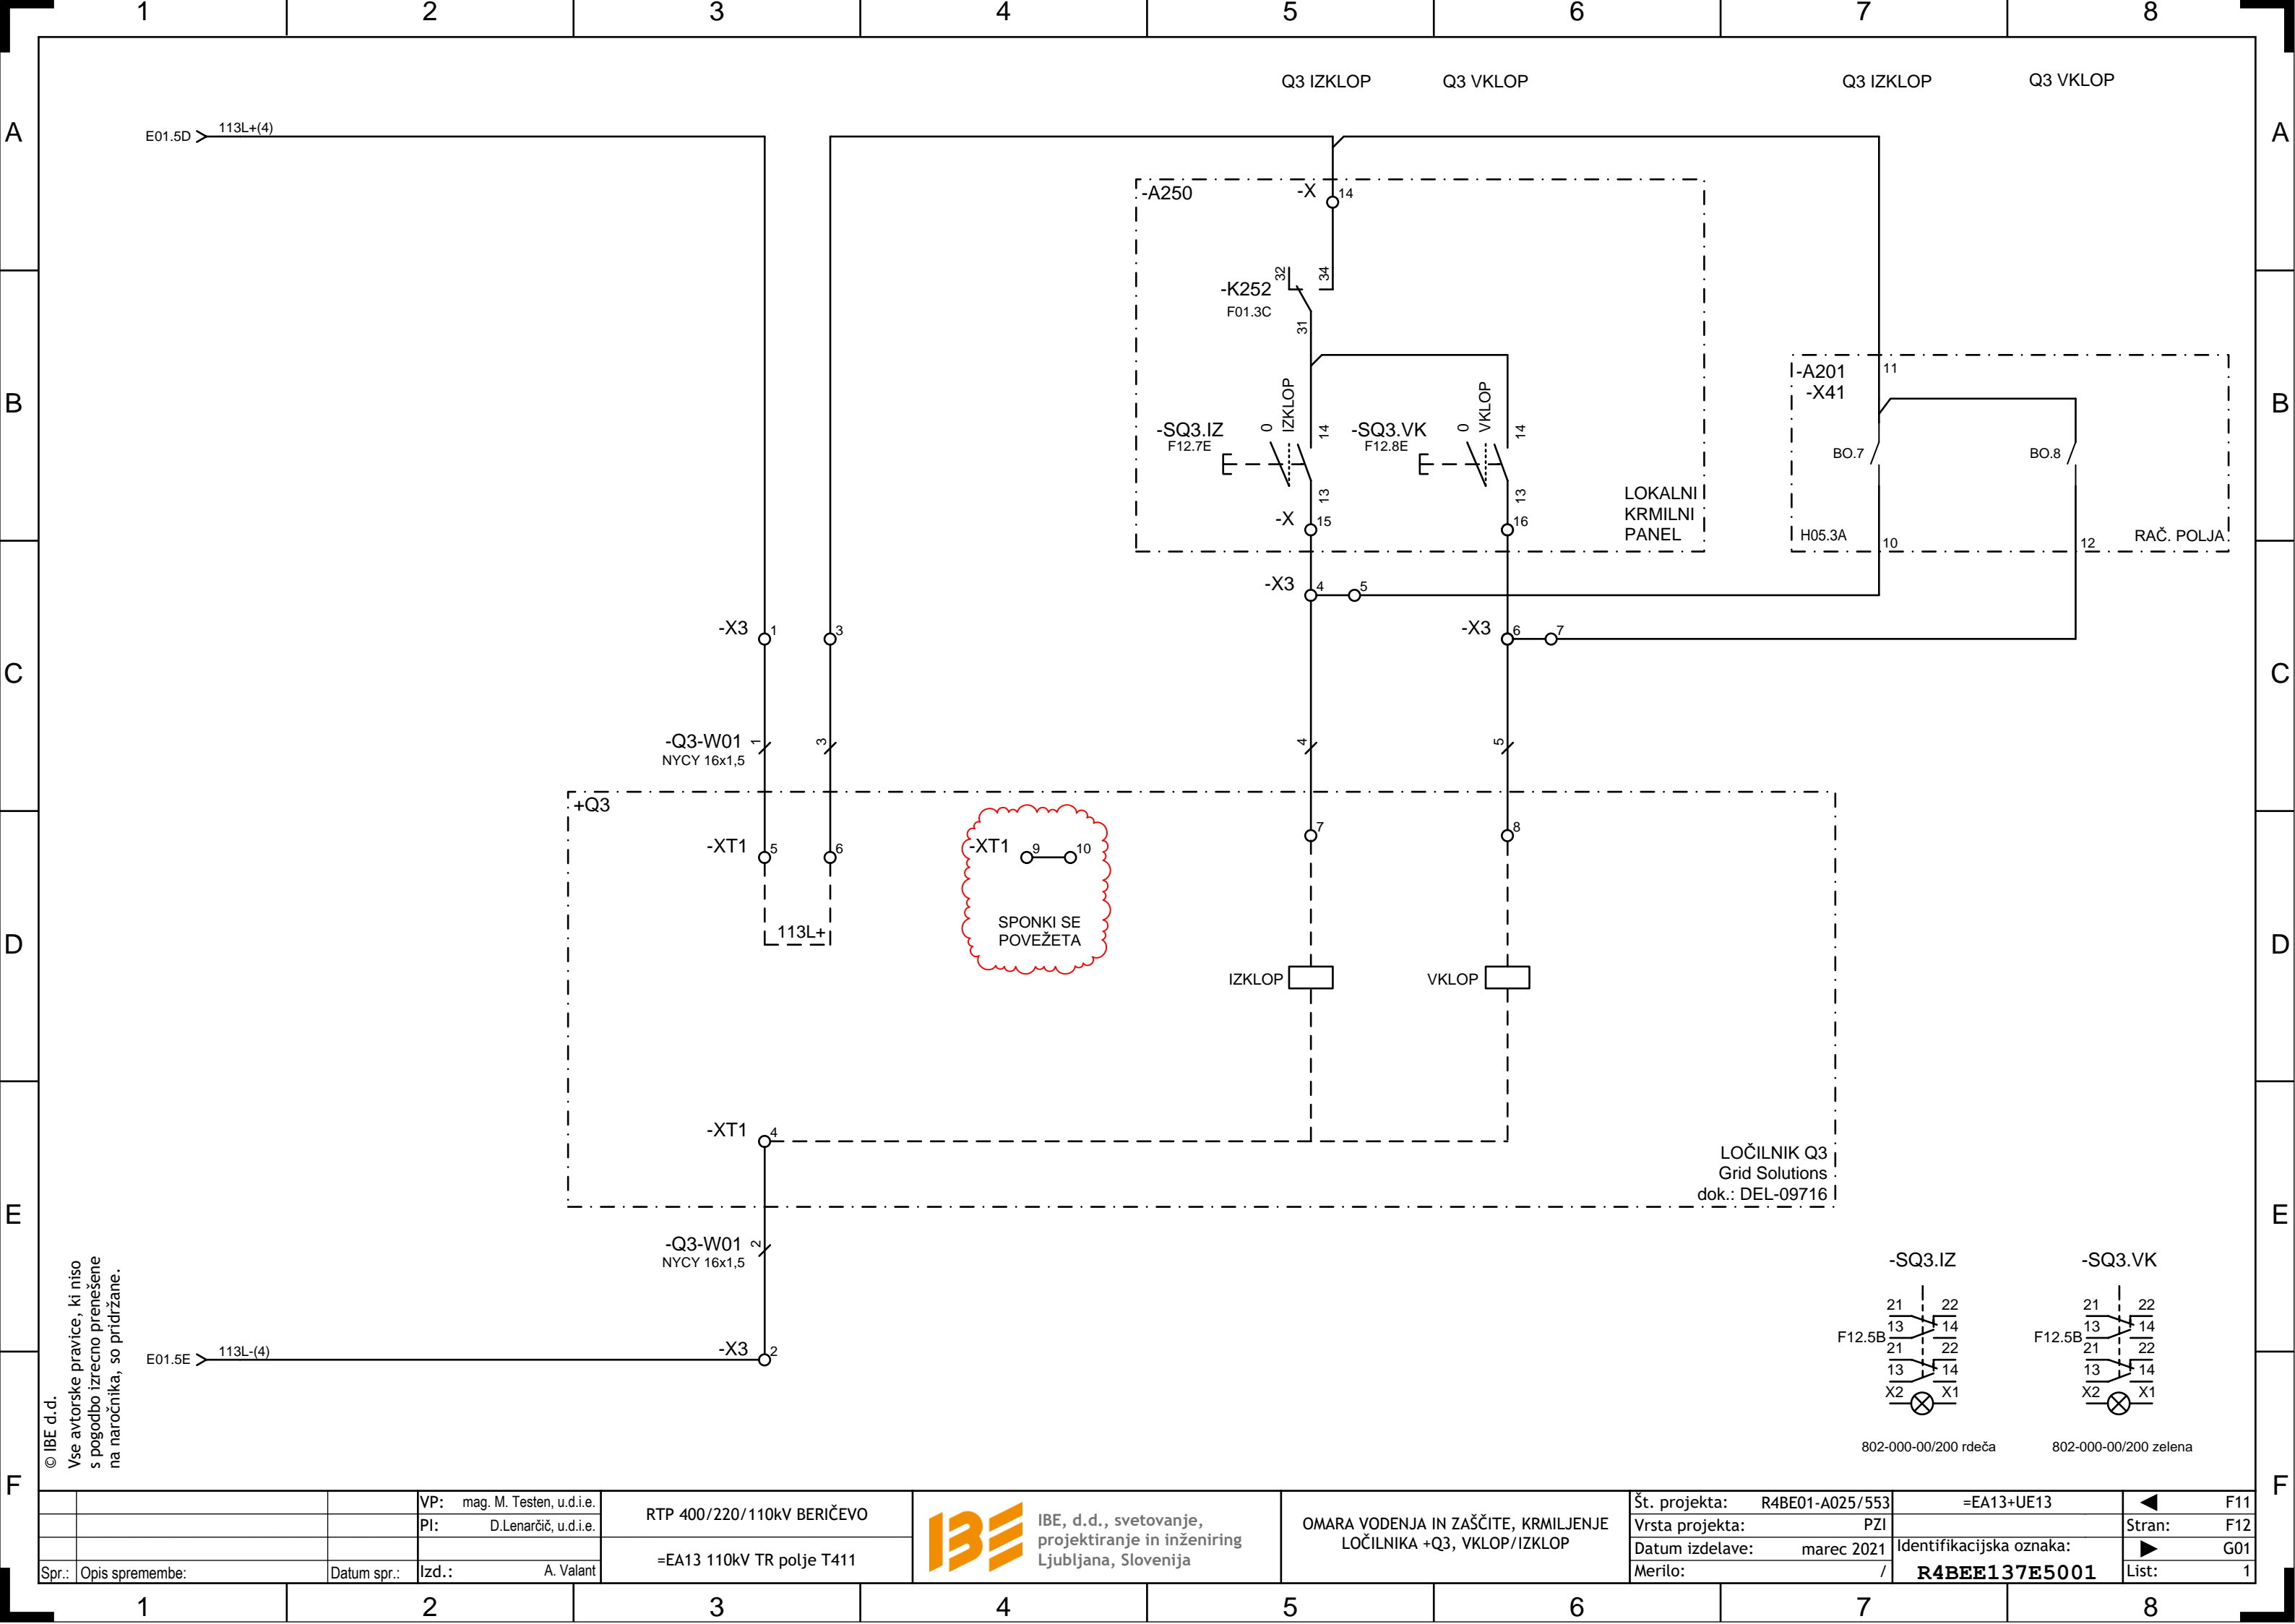 1 2 3 4 5 6 7 8
Q3 IZKLOP Q3 VKLOP Q3 IZKLOP Q3 VKLOP
A A
E01.5D 113L+(4)
-A250 -X 14
32 34
-K252
F01.3C
31
-A201 11
-X41
B B
IZKLOP VKLOP
-SQ3.IZ 0 14 -SQ3.VK 0 14
F12.7E F12.8E
BO.7 BO.8
13 13
LOKALNI
KRMILNI
PANEL
-X 15 16
H05.3A 10 12 RAČ. POLJA
-X3 4 5
-X3 1 3 -X3 6 7
C C
-Q3-W01 1 3 4 5
NYCY 16x1,5
+Q3
7 8
-XT1 5 6 -XT1 9 10
113L+
SPONKI SE
POVEŽETA
D D
IZKLOP VKLOP
-XT1 4
LOČILNIK Q3
Grid Solutions
dok.: DEL-09716
E E
-Q3-W01 2
NYCY 16x1,5
-SQ3.IZ -SQ3.VK
21 22 21 22
13 14 13 14
F12.5B F12.5B
21 22 21 22
13 14 13 14
X2 X1 X2 X1
802-000-00/200 rdeča 802-000-00/200 zelena
E01.5E 113L-(4) -X3 2
© IBE d.d.
Vse avtorske pravice, ki niso
s pogodbo izrecno prenešene
na naročnika, so pridržane.
F F
Spr.: Opis spremembe: Datum spr.:
VP: mag. M. Testen, u.d.i.e.
PI: D.Lenarčič, u.d.i.e.
Izd.: A. Valant
RTP 400/220/110kV BERIČEVO
=EA13 110kV TR polje T411
IBE
IBE, d.d., svetovanje,
projektiranje in inženiring
Ljubljana, Slovenija
OMARA VODENJA IN ZAŠČITE, KRMILJENJE
LOČILNIKA +Q3, VKLOP/IZKLOP
Št. projekta: R4BE01-A025/553
Vrsta projekta: PZI
Datum izdelave: marec 2021
Merilo: /
=EA13+UE13
Identifikacijska oznaka:
R4BEE137E5001
F11
Stran: F12
G01
List: 1
1 2 3 4 5 6 7 8